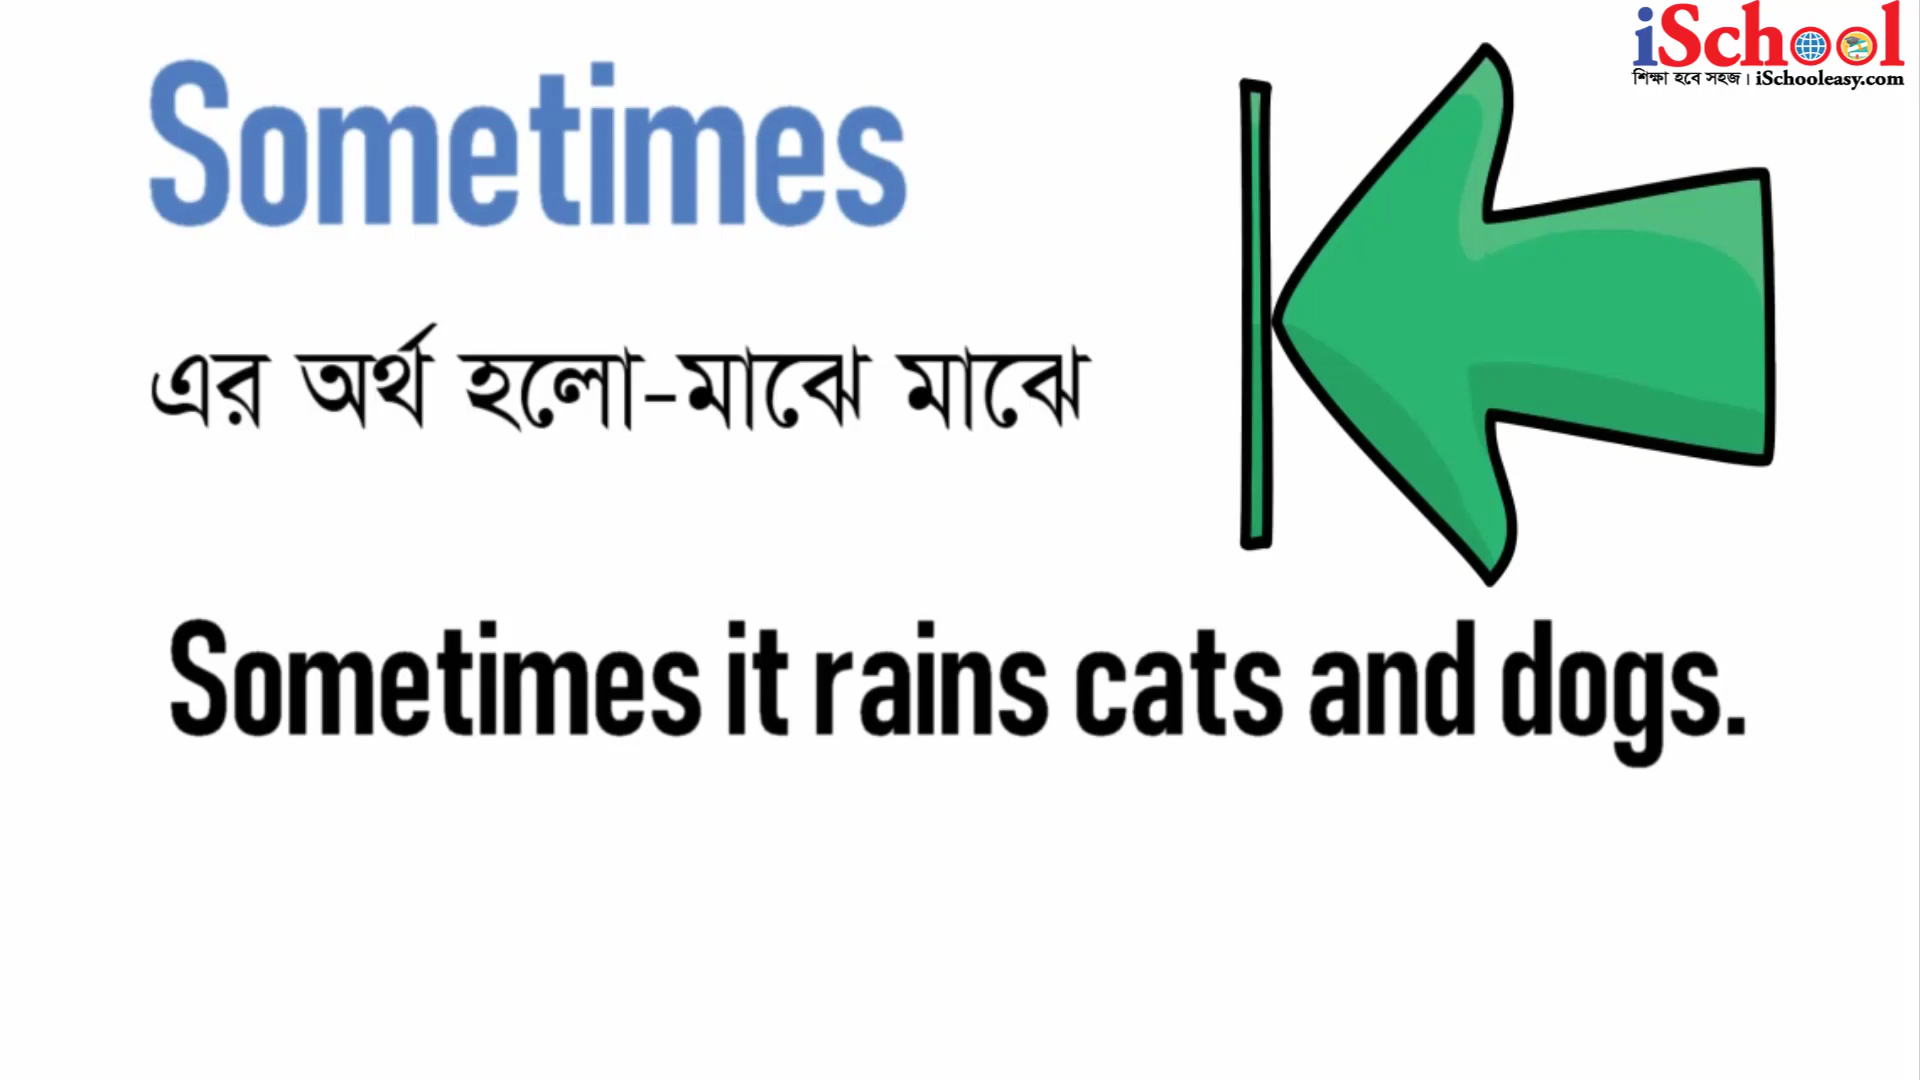 iSchool
শিক্ষা হবে সহজ। iSchooleasy.com
Sometimes
এর অর্থ হলো-মাঝে মাঝে
Sometimes it rains cats and dogs.